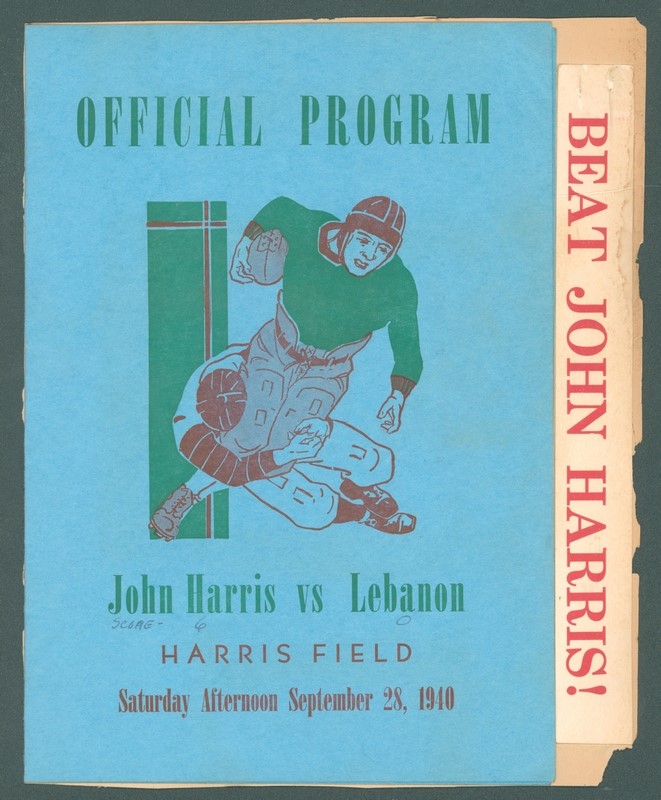 OFFICIAL PROGRAM
John Harris vs Lebanon
SCORE- 6 0
HARRIS FIELD
Saturday Afternoon September 28, 1940
BEAT JOHN HARRIS!